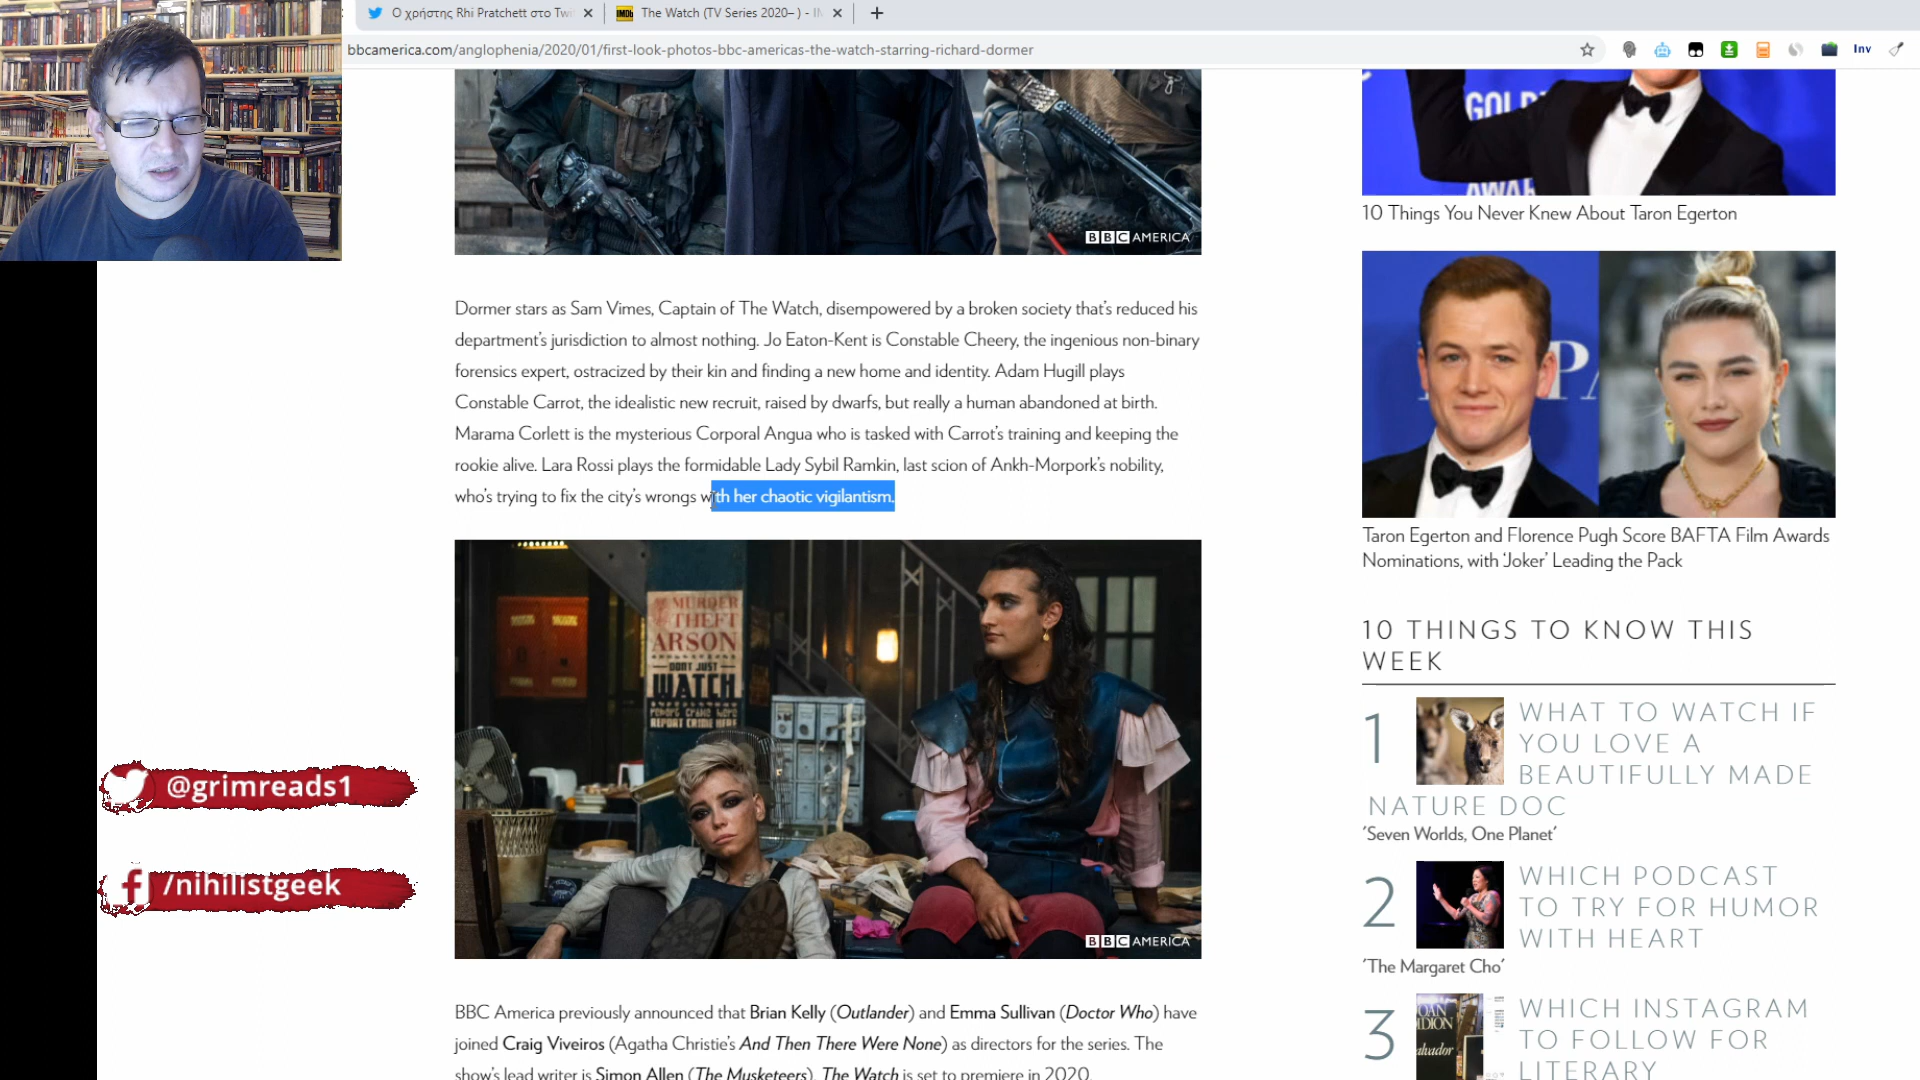 Ο χρήστης Rhi Pratchett στο Twi
The Watch (TV Series 2020– ) - IM
bbcamerica.com/anglophenia/2020/01/first-look-photos-bbc-americas-the-watch-starring-richard-dormer
Inv
BBC AMERICA
Dormer stars as Sam Vimes, Captain of The Watch, disempowered by a broken society that's reduced his
department's jurisdiction to almost nothing. Jo Eaton-Kent is Constable Cheery, the ingenious non-binary
forensics expert, ostracized by their kin and finding a new home and identity. Adam Hugill plays
Constable Carrot, the idealistic new recruit, raised by dwarfs, but really a human abandoned at birth.
Marama Corlett is the mysterious Corporal Angua who is tasked with Carrot's training and keeping the
rookie alive. Lara Rossi plays the formidable Lady Sybil Ramkin, last scion of Ankh-Morpork's nobility,
who's trying to fix the city's wrongs with her chaotic vigilantism.
MURDER
THEFT
ARSON
DON'T JUST
WATCH
REPORT CRIME HERE
REPORT CRIME HERE
BBC AMERICA
BBC America previously announced that Brian Kelly (Outlander) and Emma Sullivan (Doctor Who) have
joined Craig Viveiros (Agatha Christie's And Then There Were None) as directors for the series. The
show's lead writer is Simon Allen (The Musketeers). The Watch is set to premiere in 2020.
@grimreads1
/nihilistgeek
GOLD
AWAR
10 Things You Never Knew About Taron Egerton
Taron Egerton and Florence Pugh Score BAFTA Film Awards
Nominations, with 'Joker' Leading the Pack
10 THINGS TO KNOW THIS
WEEK
1
WHAT TO WATCH IF
YOU LOVE A
BEAUTIFULLY MADE
NATURE DOC
'Seven Worlds, One Planet'
2
WHICH PODCAST
TO TRY FOR HUMOR
WITH HEART
'The Margaret Cho'
3
WHICH INSTAGRAM
TO FOLLOW FOR
LITERARY